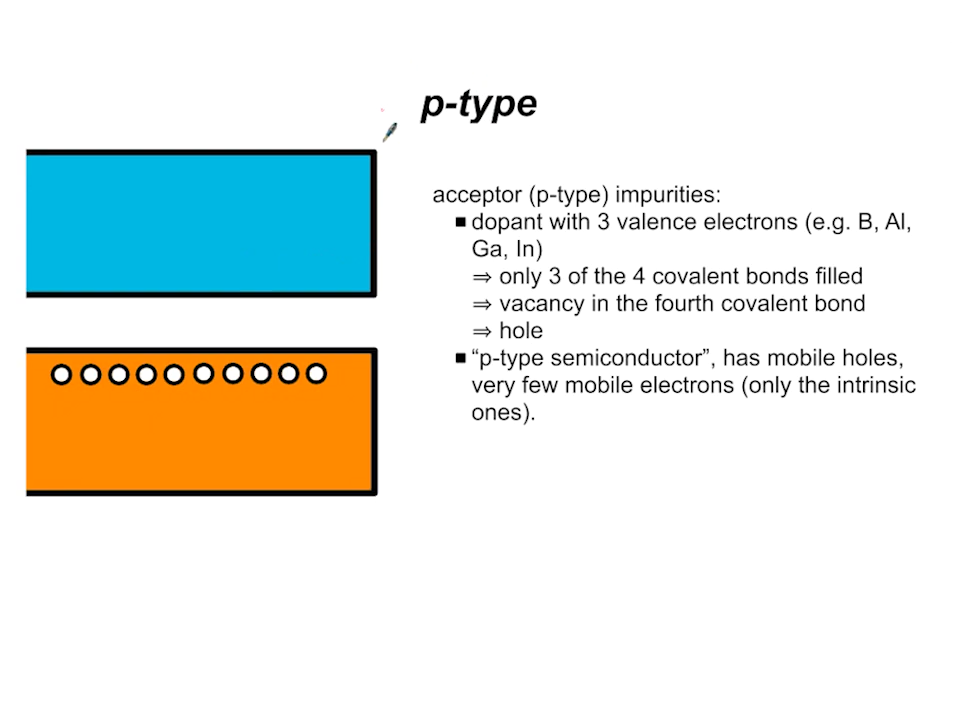 p-type
acceptor (p-type) impurities:
▪ dopant with 3 valence electrons (e.g. B, Al,
Ga, In)
⇒ only 3 of the 4 covalent bonds filled
⇒ vacancy in the fourth covalent bond
⇒ hole
▪ “p-type semiconductor”, has mobile holes,
very few mobile electrons (only the intrinsic
ones).